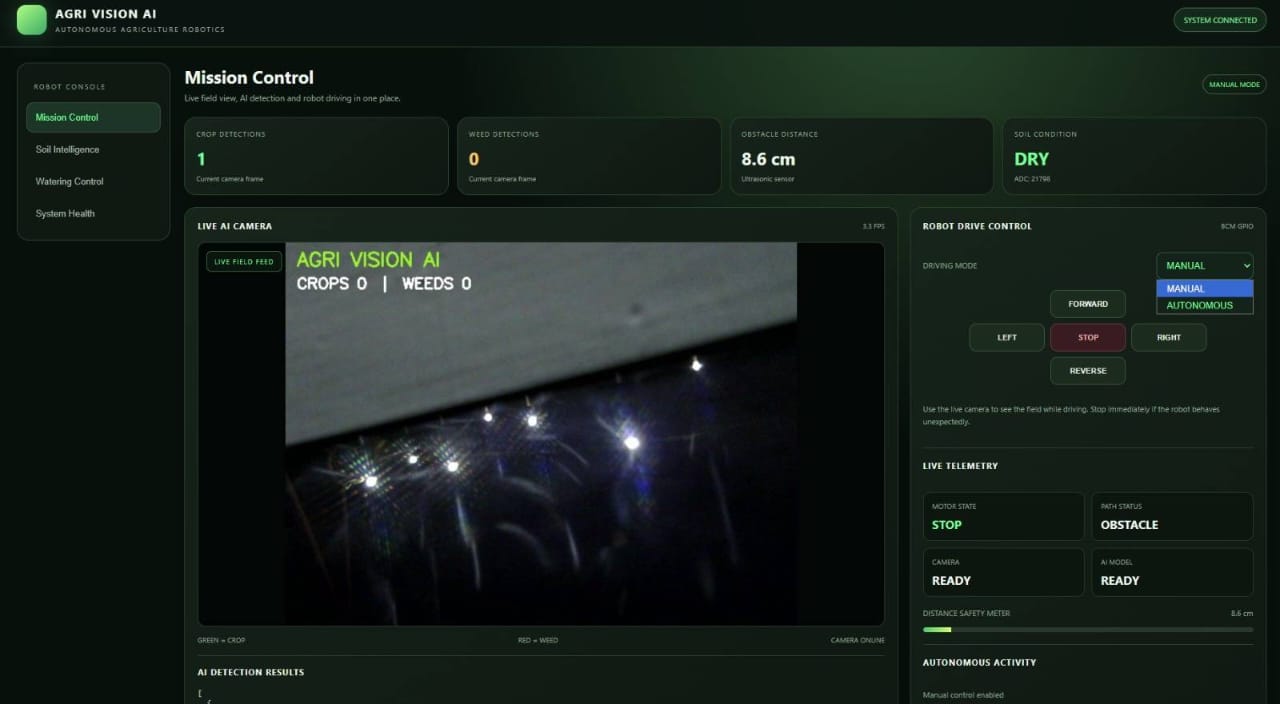 AGRI VISION AI
AUTONOMOUS AGRICULTURE ROBOTICS
SYSTEM CONNECTED
ROBOT CONSOLE
Mission Control
Soil Intelligence
Watering Control
System Health
Mission Control
Live field view, AI detection and robot driving in one place.
MANUAL MODE
CROP DETECTIONS
1
Current camera frame
WEED DETECTIONS
0
Current camera frame
OBSTACLE DISTANCE
8.6 cm
Ultrasonic sensor
SOIL CONDITION
DRY
ADC: 21798
LIVE AI CAMERA
3.3 FPS
LIVE FIELD FEED
AGRI VISION AI
CROPS 0 | WEEDS 0
GREEN = CROP
RED = WEED
CAMERA ONLINE
AI DETECTION RESULTS
[
{
ROBOT DRIVE CONTROL
BCM GPIO
DRIVING MODE
MANUAL
MANUAL
AUTONOMOUS
FORWARD
LEFT
STOP
RIGHT
REVERSE
Use the live camera to see the field while driving. Stop immediately if the robot behaves
unexpectedly.
LIVE TELEMETRY
MOTOR STATE
STOP
PATH STATUS
OBSTACLE
CAMERA
READY
AI MODEL
READY
DISTANCE SAFETY METER
8.6 cm
AUTONOMOUS ACTIVITY
Manual control enabled